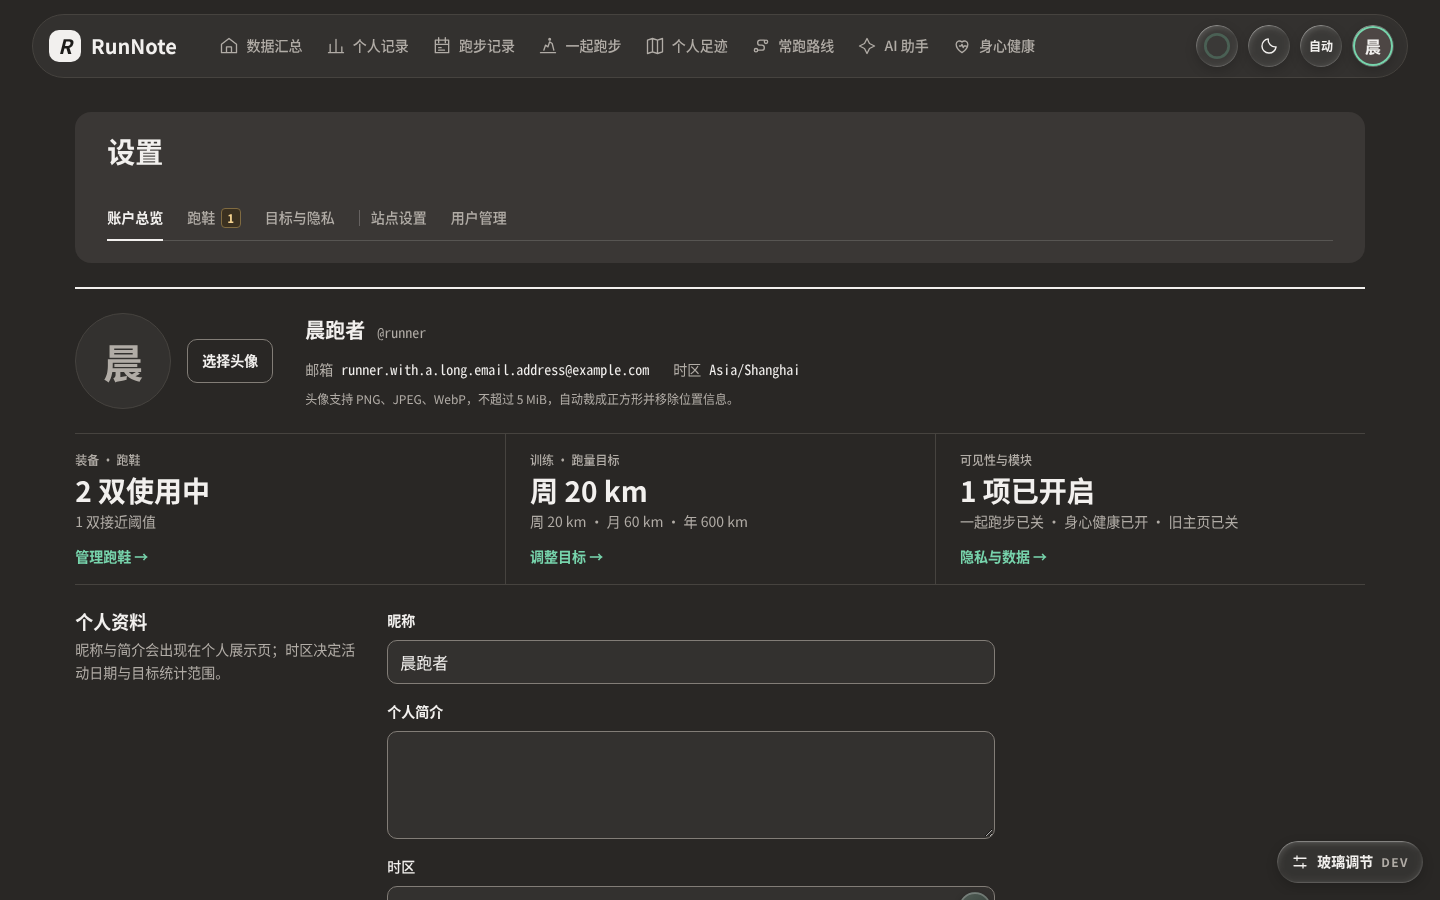 R RunNote 数据汇总 个人记录 跑步记录 一起跑步 个人足迹 常跑路线 AI 助手 身心健康 自动 晨
设置
账户总览 跑鞋 1 目标与隐私 站点设置 用户管理
晨
选择头像
晨跑者 @runner
邮箱 runner.with.a.long.email.address@example.com 时区 Asia/Shanghai
头像支持 PNG、JPEG、WebP，不超过 5 MiB，自动裁成正方形并移除位置信息。
装备 · 跑鞋
2 双使用中
1 双接近阈值
管理跑鞋 →
训练 · 跑量目标
周 20 km
周 20 km · 月 60 km · 年 600 km
调整目标 →
可见性与模块
1 项已开启
一起跑步已关 · 身心健康已开 · 旧主页已关
隐私与数据 →
个人资料
昵称与简介会出现在个人展示页；时区决定活
动日期与目标统计范围。
昵称
晨跑者
个人简介
时区
玻璃调节 DEV